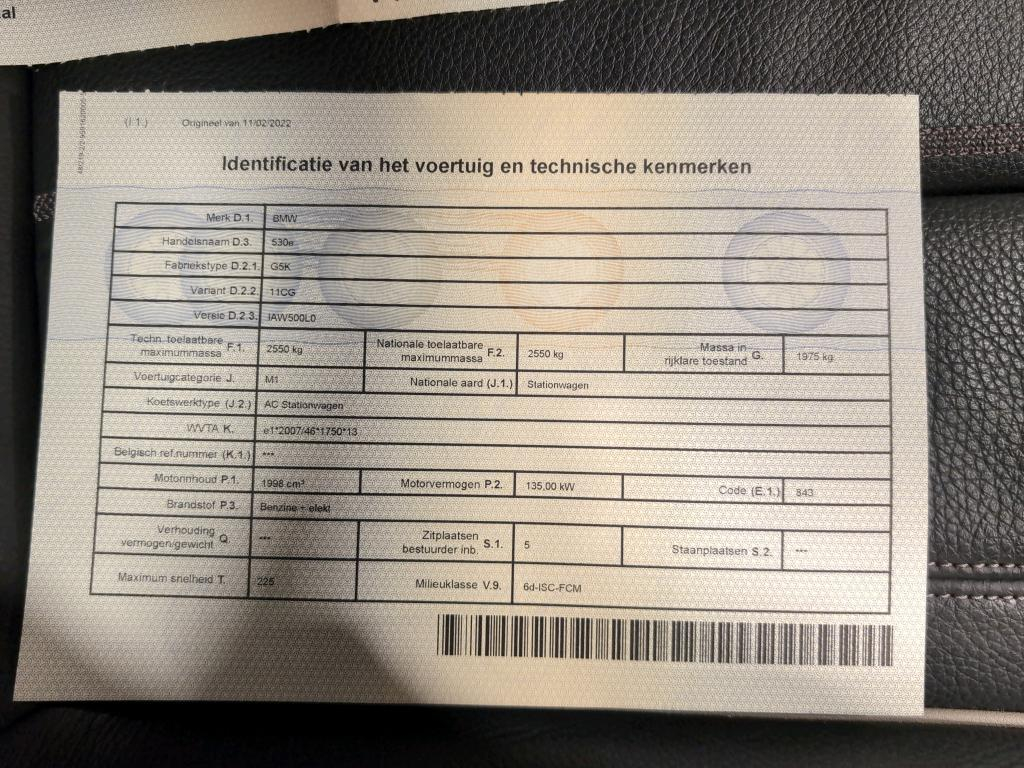 al
(I.1.) Origineel van 11/02/2022
Identificatie van het voertuig en technische kenmerken
Merk D.1. BMW
Handelsnaam D.3. 530e
Fabriekstype D.2.1. G5K
Variant D.2.2. 11CG
Versie D.2.3. IAW500L0
Techn. toelaatbare maximummassa F.1. 2550 kg Nationale toelaatbare maximummassa F.2. 2550 kg Massa in rijklare toestand G. 1975 kg
Voertuigcategorie J. M1 Nationale aard (J.1.) Stationwagen
Koetswerktype (J.2.) AC Stationwagen
WVTA K. e1*2007/46*1750*13
Belgisch ref.nummer (K.1.) ***
Motorinhoud P.1. 1998 cm³ Motorvermogen P.2. 135,00 kW Code (E.1.) 843
Brandstof P.3. Benzine + elekt
Verhouding vermogen/gewicht Q *** Zitplaatsen bestuurder inb. S.1. 5 Staanplaatsen S.2. ***
Maximum snelheid T. 225 Milieuklasse V.9. 6d-ISC-FCM